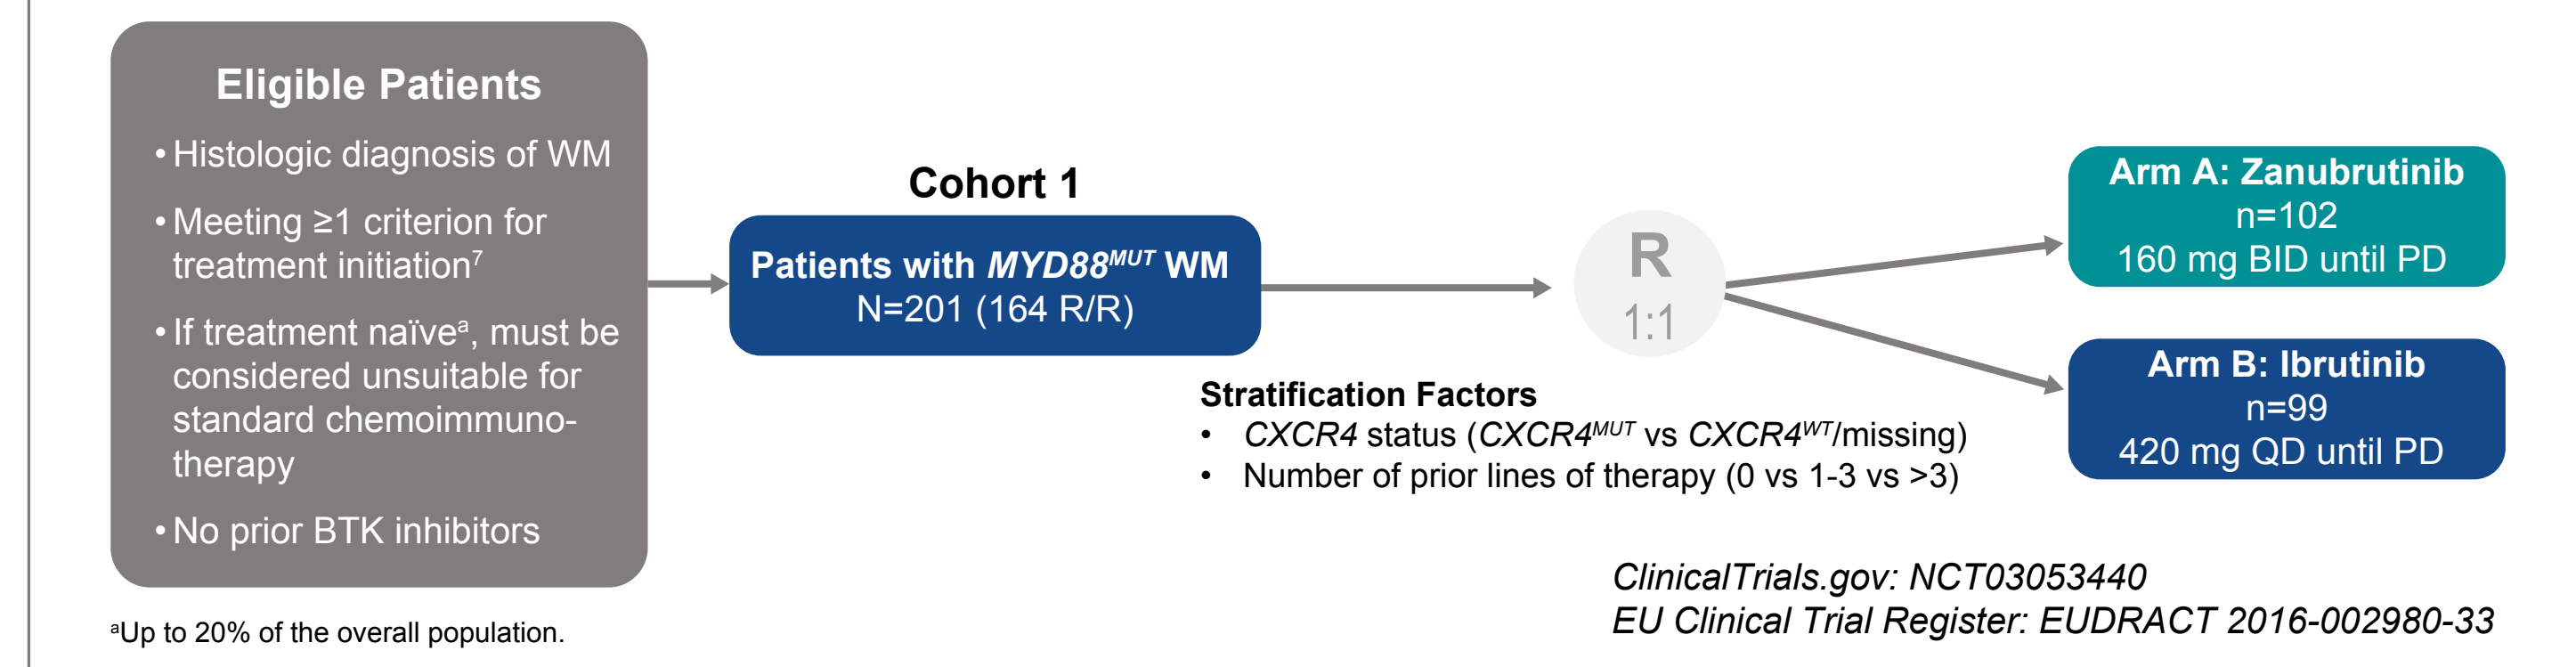 Eligible Patients
• Histologic diagnosis of WM
• Meeting ≥1 criterion for
treatment initiation⁷
• If treatment naïveᵃ, must be
considered unsuitable for
standard chemoimmuno-
therapy
• No prior BTK inhibitors
ᵃUp to 20% of the overall population.
Cohort 1
Patients with MYD88ᴹᵁᵀ WM
N=201 (164 R/R)
R
1:1
Stratification Factors
• CXCR4 status (CXCR4ᴹᵁᵀ vs CXCR4ᵂᵀ/missing)
• Number of prior lines of therapy (0 vs 1-3 vs >3)
Arm A: Zanubrutinib
n=102
160 mg BID until PD
Arm B: Ibrutinib
n=99
420 mg QD until PD
ClinicalTrials.gov: NCT03053440
EU Clinical Trial Register: EUDRACT 2016-002980-33